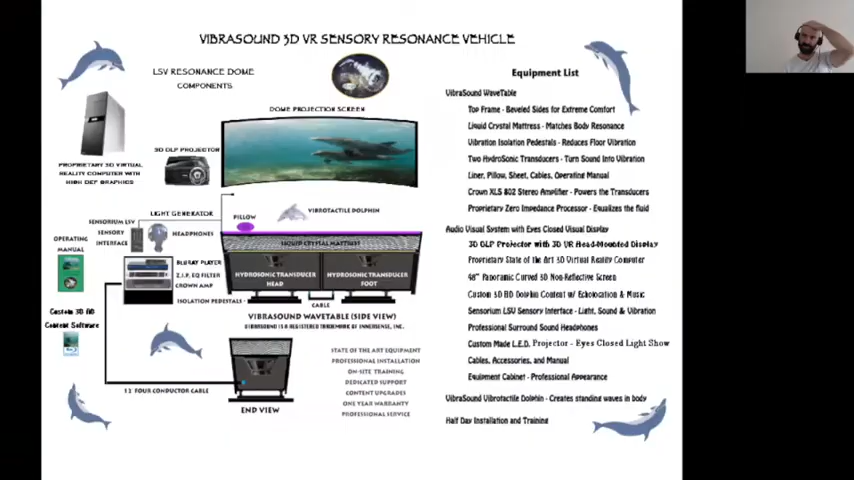 VIBRASOUND 3D VR SENSORY RESONANCE VEHICLE
LSV RESONANCE DOME
COMPONENTS.
DOME PROJECTION SCREEN
3D DLP PROJECTOR
PROPRIETARY 3D VIRTUAL
REALITY COMPUTER WITH
HIGH DEF GRAPHICS
LIGHT GENERATOR
PILLOW
VIBROTACTILE DOLPHIN
SENSORIUM LSV
SENSORY
INTERFACE
HEADPHONES
LIQUID CRYSTAL MATTRESS
OPERATING
MANUAL
BLU-RAY PLAYER
Z.I.P. EQ FILTER
CROWN AMP
HYDROSONIC TRANSDUCER
HEAD
HYDROSONIC TRANSDUCER
FOOT
ISOLATION PEDESTALS -
CABLE
Custom 3D HD
Content Software
VIBRASOUND WAVETABLE (SIDE VIEW)
VIBRASOUND IS A REGISTERED TRADEMARK OF INNERSENSE, INC.
STATE OF THE ART EQUIPMENT
PROFESSIONAL INSTALLATION
ON-SITE TRAINING
DEDICATED SUPPORT
CONTENT UPGRADES
ONE YEAR WARRANTY
PROFESSIONAL SERVICE
FOUR CONDUCTOR CABLE
END VIEW
Equipment List
VibraSound WaveTable
Top Frame - Beveled Sides for Extreme Comfort
Liquid Crystal Mattress - Matches Body Resonance
Vibration Isolation Pedestals - Reduces Floor Vibration
Two HydroSonic Transducers - Turn Sound Into Vibration
Liner, Pillow, Sheet, Cables, Operating Manual
Crown XLS 802 Stereo Amplifier - Powers the Transducers
Proprietary Zero Impedance Processor - Equalizes the fluid
Audio Visual System with Eyes Closed Visual Display
3D DLP Projector with 3D VR Head-Mounted Display
Proprietary State of the Art 3D Virtual Reality Computer
48" Panoramic Curved 3D Non-Reflective Screen
Custom 3D HD Dolphin Content w/ Echolocation & Music
Sensorium LSV Sensory Interface - Light, Sound & Vibration
Professional Surround Sound Headphones
Custom Made L.E.D. Projector - Eyes Closed Light Show
Cables, Accessories, and Manual
Equipment Cabinet - Professional Appearance
VibraSound Vibrotactile Dolphin - Creates standing waves in body
Half Day Installation and Training